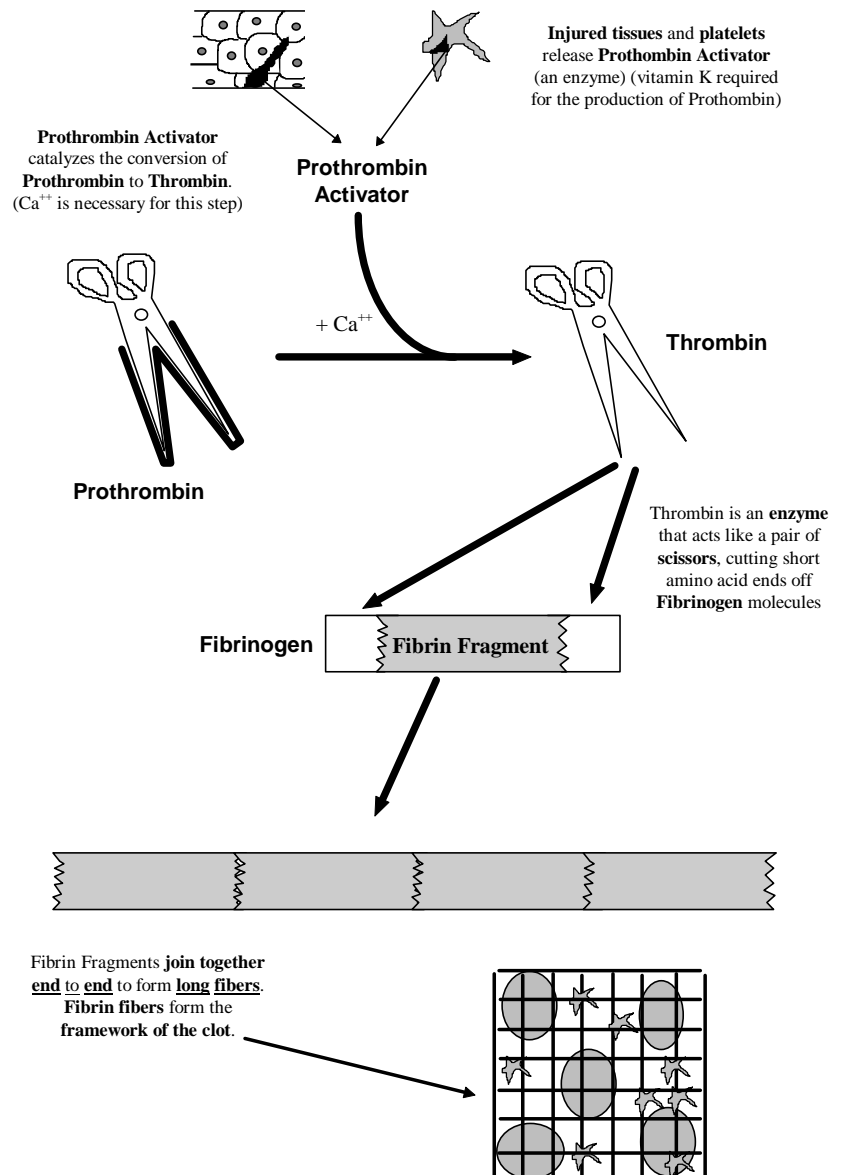 Injured tissues and platelets
release Prothombin Activator
(an enzyme) (vitamin K required
for the production of Prothombin)
Prothrombin Activator
catalyzes the conversion of
Prothrombin to Thrombin.
(Ca++ is necessary for this step)
Prothrombin
Activator
+ Ca++
Thrombin
Prothrombin
Thrombin is an enzyme
that acts like a pair of
scissors, cutting short
amino acid ends off
Fibrinogen molecules
Fibrinogen
Fibrin Fragment
Fibrin Fragments join together
end to end to form long fibers.
Fibrin fibers form the
framework of the clot.